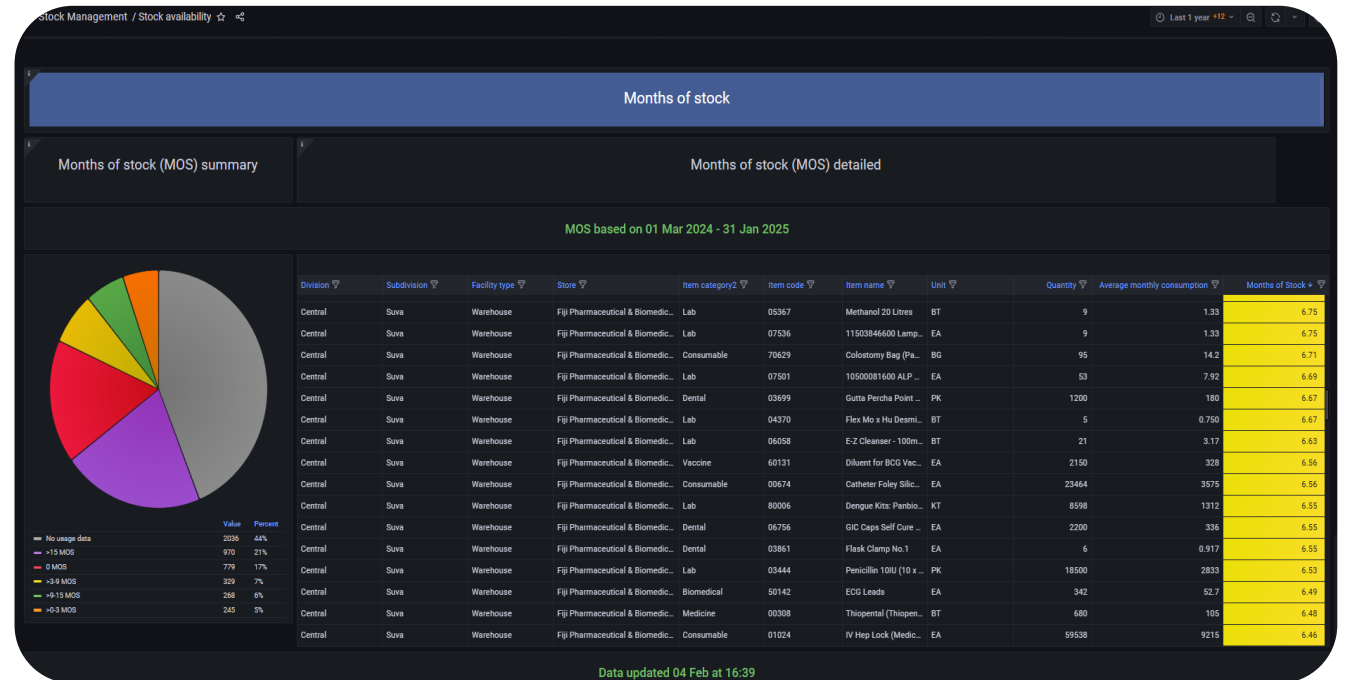 Stock Management / Stock availability
Last 1 year +12
Months of stock
Months of stock (MOS) summary
Months of stock (MOS) detailed
MOS based on 01 Mar 2024 - 31 Jan 2025
Value Percent
No usage data 2036 44%
>15 MOS 970 21%
0 MOS 779 17%
>3-9 MOS 329 7%
>9-15 MOS 268 6%
>0-3 MOS 245 5%
Division Subdivision Facility type Store Item category2 Item code Item name Unit Quantity Average monthly consumption Months of Stock
Central Suva Warehouse Fiji Pharmaceutical & Biomedic... Lab 05367 Methanol 20 Litres BT 9 1.33 6.75
Central Suva Warehouse Fiji Pharmaceutical & Biomedic... Lab 07536 11503846600 Lamp... EA 9 1.33 6.75
Central Suva Warehouse Fiji Pharmaceutical & Biomedic... Consumable 70629 Colostomy Bag (Pa... BG 95 14.2 6.71
Central Suva Warehouse Fiji Pharmaceutical & Biomedic... Lab 07501 10500081600 ALP ... EA 53 7.92 6.69
Central Suva Warehouse Fiji Pharmaceutical & Biomedic... Dental 03699 Gutta Percha Point ... PK 1200 180 6.67
Central Suva Warehouse Fiji Pharmaceutical & Biomedic... Lab 04370 Flex Mo x Hu Desmi... BT 5 0.750 6.67
Central Suva Warehouse Fiji Pharmaceutical & Biomedic... Lab 06058 E-Z Cleanser - 100m... BT 21 3.17 6.63
Central Suva Warehouse Fiji Pharmaceutical & Biomedic... Vaccine 60131 Diluent for BCG Vac... EA 2150 328 6.56
Central Suva Warehouse Fiji Pharmaceutical & Biomedic... Consumable 00674 Catheter Foley Silic... EA 23464 3575 6.56
Central Suva Warehouse Fiji Pharmaceutical & Biomedic... Lab 80006 Dengue Kits: Panbio... KT 8598 1312 6.55
Central Suva Warehouse Fiji Pharmaceutical & Biomedic... Dental 06756 GIC Caps Self Cure ... EA 2200 336 6.55
Central Suva Warehouse Fiji Pharmaceutical & Biomedic... Dental 03861 Flask Clamp No.1 EA 6 0.917 6.55
Central Suva Warehouse Fiji Pharmaceutical & Biomedic... Lab 03444 Penicillin 10IU (10 x ... PK 18500 2833 6.53
Central Suva Warehouse Fiji Pharmaceutical & Biomedic... Biomedical 50142 ECG Leads EA 342 52.7 6.49
Central Suva Warehouse Fiji Pharmaceutical & Biomedic... Medicine 00308 Thiopental (Thiopen... BT 680 105 6.48
Central Suva Warehouse Fiji Pharmaceutical & Biomedic... Consumable 01024 IV Hep Lock (Medic... EA 59538 9215 6.46
Data updated 04 Feb at 16:39